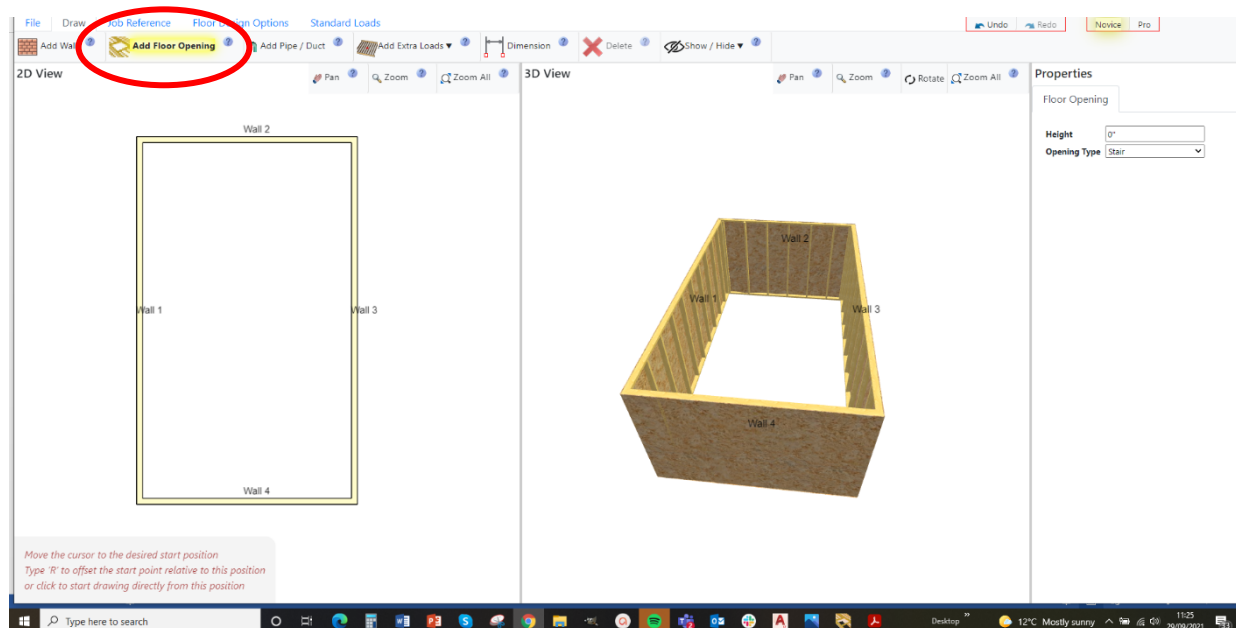 File Draw Job Reference Floor Design Options Standard Loads Undo Redo Novice Pro
Add Wall Add Floor Opening Add Pipe / Duct Add Extra Loads Dimension Delete Show / Hide
2D View Pan Zoom Zoom All 3D View Pan Zoom Rotate Zoom All Properties
Floor Opening
Height 0"
Opening Type Stair
Wall 2
Wall 1
Wall 3
Wall 4
Wall 2
Wall 1
Wall 3
Wall 4
Move the cursor to the desired start position
Type 'R' to offset the start point relative to this position
or click to start drawing directly from this position
Type here to search Desktop 12°C Mostly sunny 11:25
29/09/2021